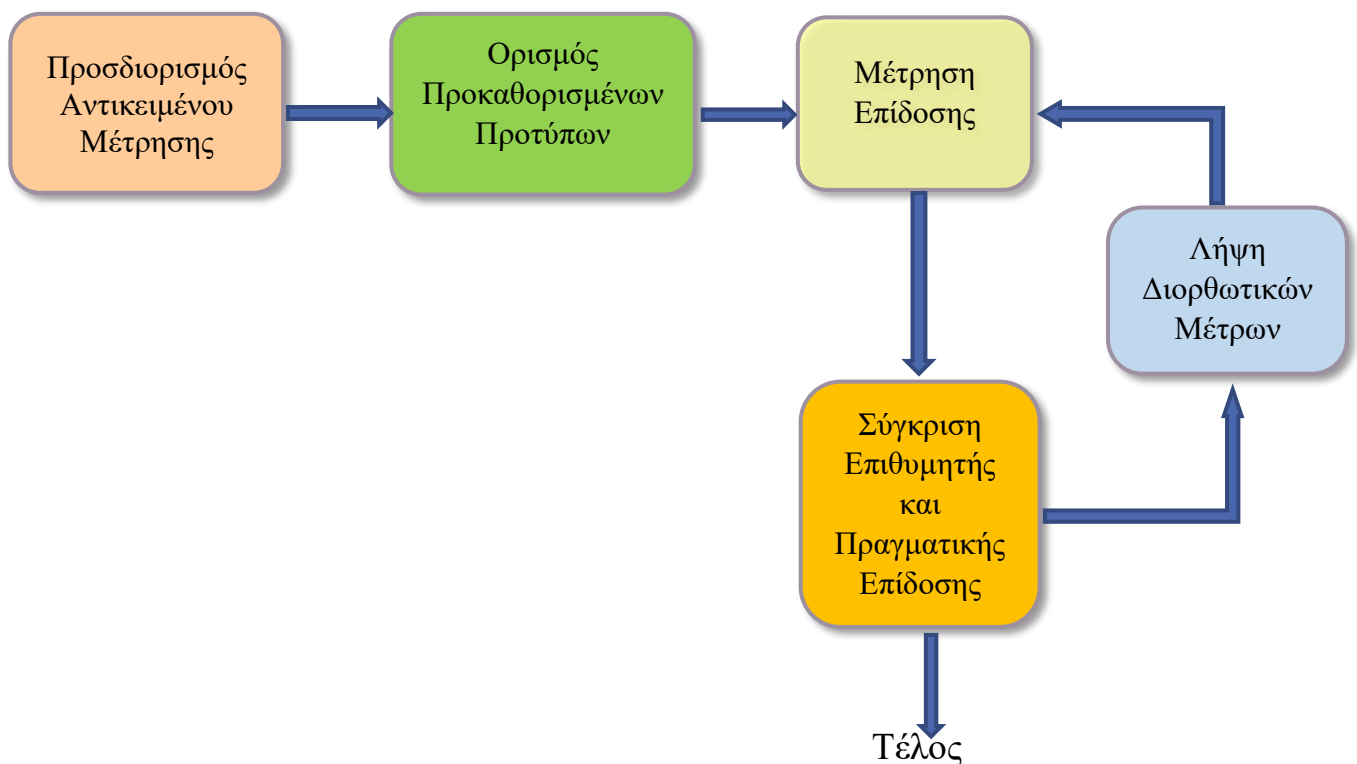 Προσδιορισμός
Αντικειμένου
Μέτρησης
Ορισμός
Προκαθορισμένων
Προτύπων
Μέτρηση
Επίδοσης
Λήψη
Διορθωτικών
Μέτρων
Σύγκριση
Επιθυμητής
και
Πραγματικής
Επίδοσης
Τέλος